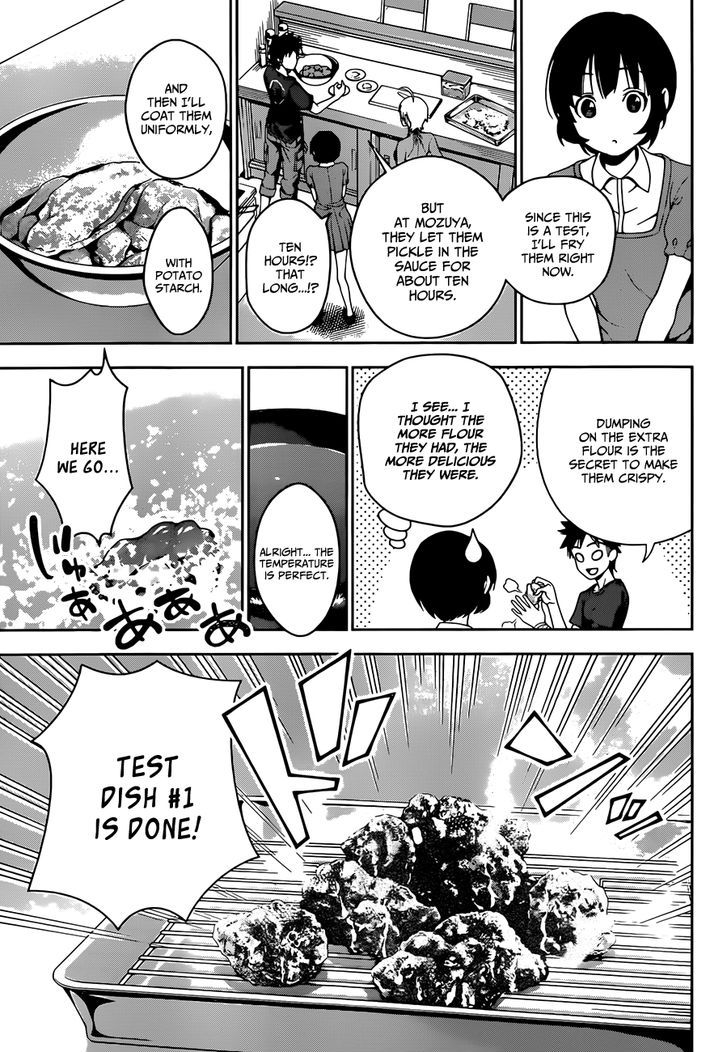 SINCE THIS
IS A TEST,
I'LL FRY
THEM RIGHT
NOW.
BUT
AT MOZUYA,
THEY LET THEM
PICKLE IN THE
SAUCE FOR
ABOUT TEN
HOURS.
TEN
HOURS!?
THAT
LONG...!?
AND
THEN I'LL
COAT THEM
UNIFORMLY,
WITH
POTATO
STARCH.
DUMPING
ON THE EXTRA
FLOUR IS THE
SECRET TO MAKE
THEM CRISPY.
I SEE... I
THOUGHT THE
MORE FLOUR
THEY HAD, THE
MORE DELICIOUS
THEY WERE.
ALRIGHT... THE
TEMPERATURE
IS PERFECT.
HERE
WE GO...
じゅ
ああああ
TEST
DISH #1
IS DONE!
ドン